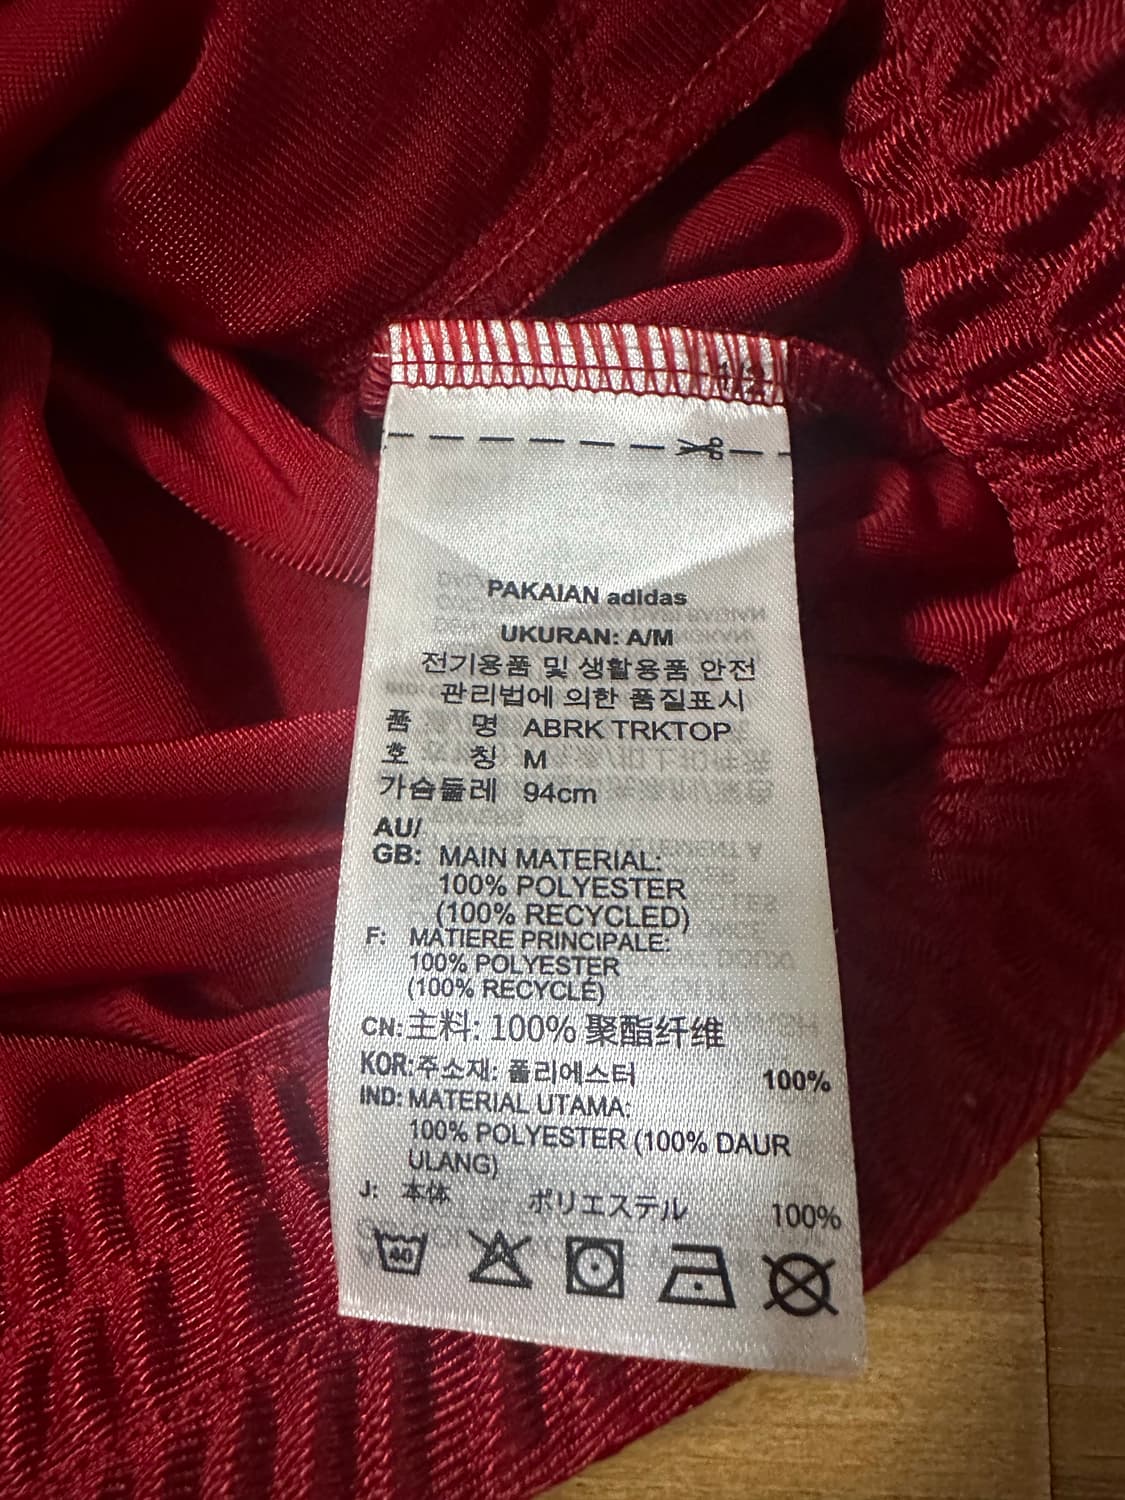 PAKAIAN adidas
UKURAN: A/M
전기용품 및 생활용품 안전
관리법에 의한 품질표시
품 명 ABRK TRKTOP
호 칭 M
가슴둘레 94cm
AU/
GB: MAIN MATERIAL:
100% POLYESTER
(100% RECYCLED)
F: MATIERE PRINCIPALE:
100% POLYESTER
(100% RECYCLÉ)
CN: 主料: 100% 聚酯纤维
KOR: 주소재: 폴리에스터 100%
IND: MATERIAL UTAMA:
100% POLYESTER (100% DAUR
ULANG)
J: 本体 ポリエステル 100%
40